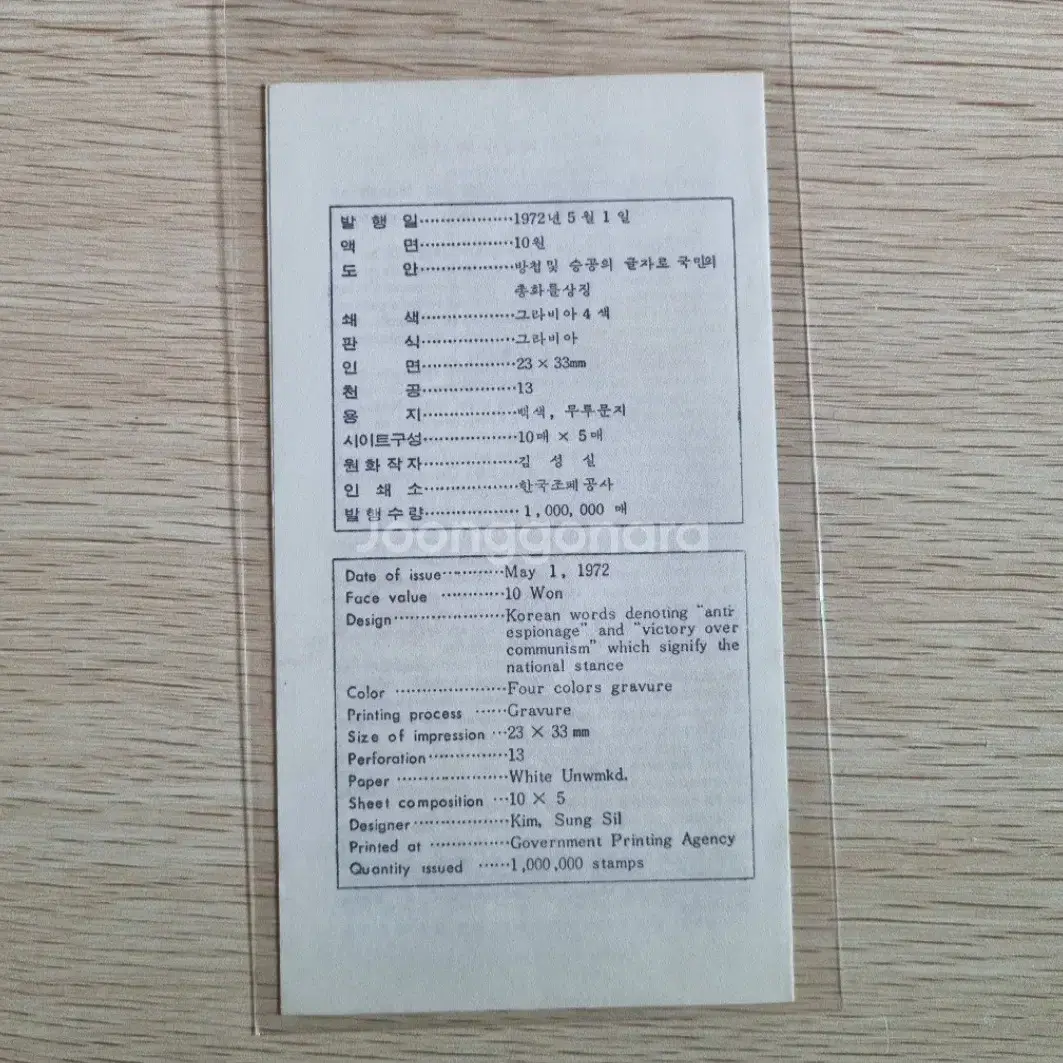 발 행 일··················1972년 5 월 1 일
액 면··················10원
도 안··················방첩및 승공의 글자로 국민의
총화를상징
쇄 색··················그라비아 4 색
판 식··················그라비아
인 면··················23 × 33mm
천 공··················13
용 지··················백색, 무투문지
시이트구성··················10매 × 5 매
원 화 작 자··················김 성 실
인 쇄 소··················한국조폐공사
발 행 수 량··················1,000,000 매
Joonggonara
Date of issue············May 1, 1972
Face value ············10 Won
Design·····················Korean words denoting "anti-
espionage" and "victory over
communism" which signify the
national stance
Color ·····················Four colors gravure
Printing process ······Gravure
Size of impression ···23 × 33 mm
Perforation···············13
Paper ·····················White Unwmkd.
Sheet composition ···10 × 5
Designer··················Kim, Sung Sil
Printed at ···············Government Printing Agency
Quantity issued ······1,000,000 stamps